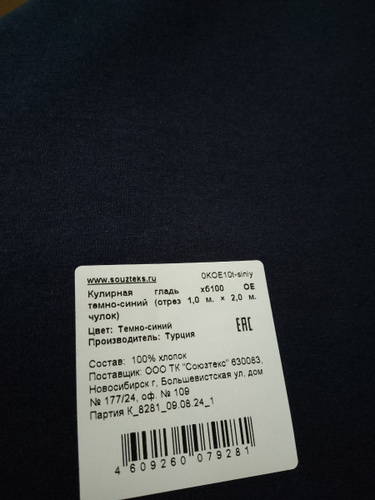 www.souzteks.ru 0KOE10t-siniy
Кулирная гладь хб100 ОЕ
темно-синий (отрез 1,0 м. × 2,0 м.
чулок)
Цвет: Темно-синий
Производитель: Турция
EAC
Состав: 100% хлопок
Поставщик: ООО ТК "Союзтекс" 630083,
Новосибирск г, Большевистская ул, дом
№ 177/24, оф. № 109
Партия К_8281_09.08.24_1
4 609260 079281